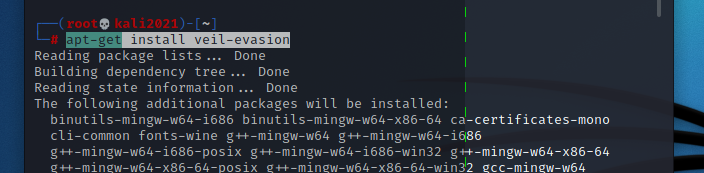 (root💀kali2021)-[~]
# apt-get install veil-evasion
Reading package lists... Done
Building dependency tree... Done
Reading state information... Done
The following additional packages will be installed:
binutils-mingw-w64-i686 binutils-mingw-w64-x86-64 ca-certificates-mono
cli-common fonts-wine g++-mingw-w64 g++-mingw-w64-i686
g++-mingw-w64-i686-posix g++-mingw-w64-i686-win32 g++-mingw-w64-x86-64
g++-mingw-w64-x86-64-posix g++-mingw-w64-x86-64-win32 gcc-mingw-w64